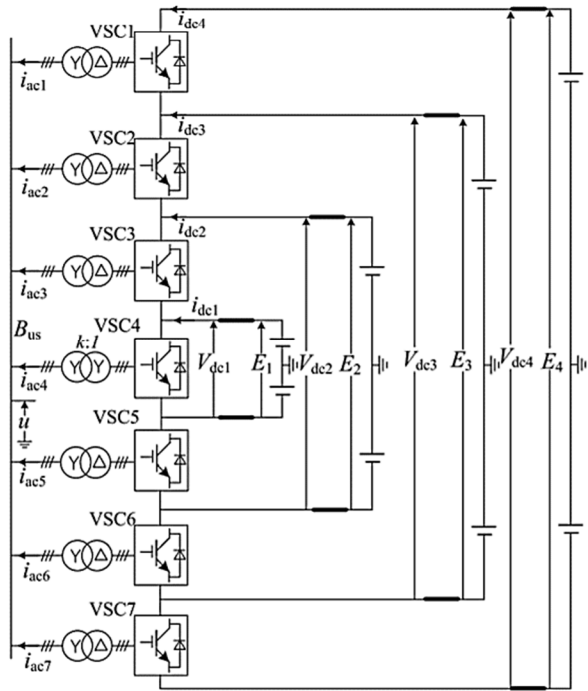 i_dc4
VSC1
Y Δ
i_ac1
i_dc3
VSC2
Y Δ
i_ac2
i_dc2
VSC3
Y Δ
i_ac3
i_dc1
B_us
VSC4
k:1
Y Y
V_dc1 E_1 V_dc2 E_2 V_dc3 E_3 V_dc4 E_4
i_ac4
u
VSC5
Y Δ
i_ac5
VSC6
Y Δ
i_ac6
VSC7
Y Δ
i_ac7